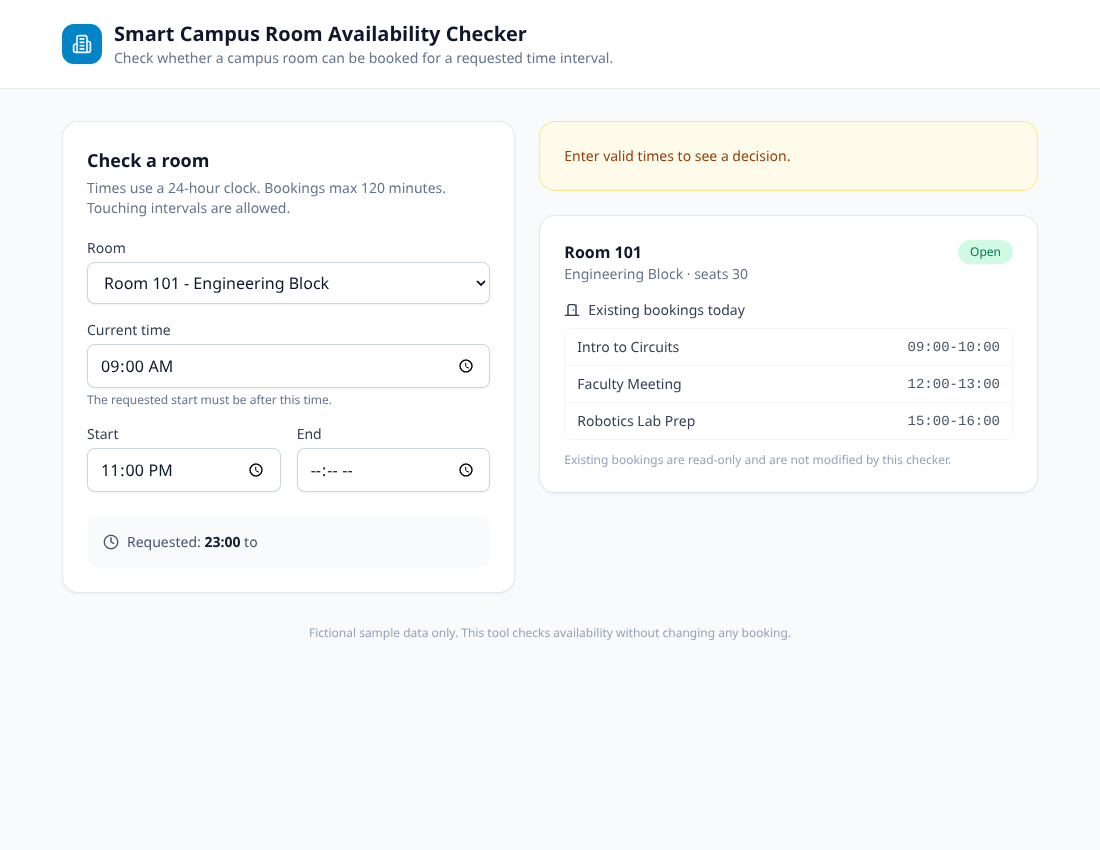 Smart Campus Room Availability Checker
Check whether a campus room can be booked for a requested time interval.
Check a room
Times use a 24-hour clock. Bookings max 120 minutes.
Touching intervals are allowed.
Room
Room 101 - Engineering Block
Current time
09:00 AM
The requested start must be after this time.
Start
End
11:00 PM
--:-- --
Requested: 23:00 to
Enter valid times to see a decision.
Room 101
Open
Engineering Block · seats 30
Existing bookings today
Intro to Circuits 09:00-10:00
Faculty Meeting 12:00-13:00
Robotics Lab Prep 15:00-16:00
Existing bookings are read-only and are not modified by this checker.
Fictional sample data only. This tool checks availability without changing any booking.